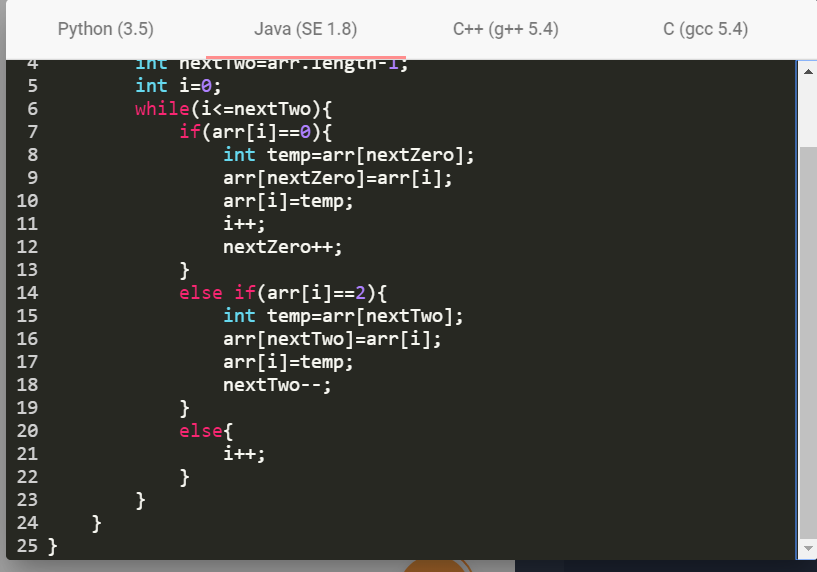 Python (3.5) Java (SE 1.8) C++ (g++ 5.4) C (gcc 5.4)
4 int nextTwo=arr.length-1;
5 int i=0;
6 while(i<=nextTwo){
7 if(arr[i]==0){
8 int temp=arr[nextZero];
9 arr[nextZero]=arr[i];
10 arr[i]=temp;
11 i++;
12 nextZero++;
13 }
14 else if(arr[i]==2){
15 int temp=arr[nextTwo];
16 arr[nextTwo]=arr[i];
17 arr[i]=temp;
18 nextTwo--;
19 }
20 else{
21 i++;
22 }
23 }
24 }
25 }